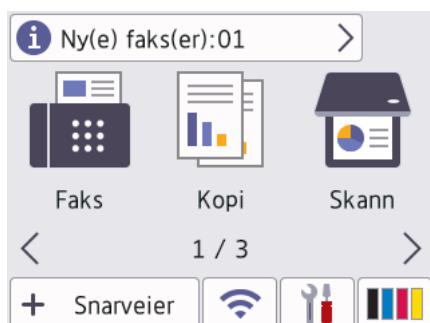 Ny(e) faks(er):01
Faks Kopi Skann
1 / 3
+ Snarveier